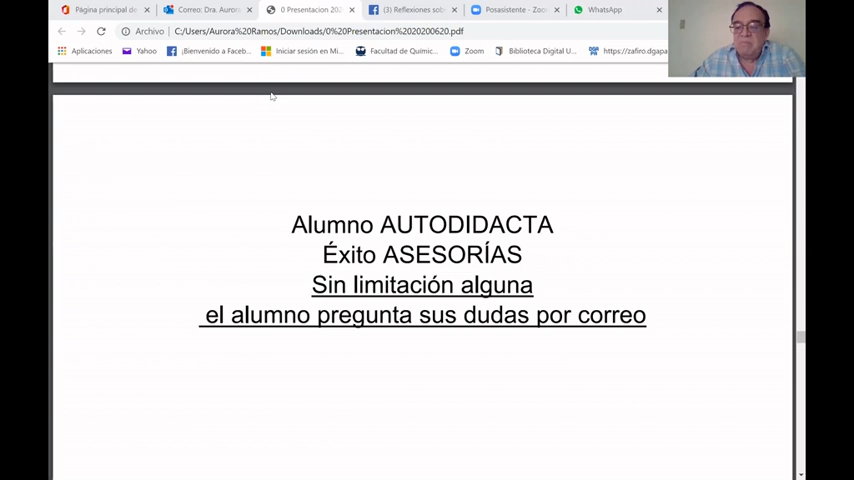 Página principal de
Correo: Dra. Aurora
0 Presentacion 202
(3) Reflexiones sob
Posasistente - Zoo
WhatsApp
Archivo
C:/Users/Aurora%20Ramos/Downloads/0%20Presentacion%2020200620.pdf
Aplicaciones
Yahoo
¡Bienvenido a Faceb...
Iniciar sesión en Mi...
Facultad de Químic...
Zoom
Biblioteca Digital U...
https://zafiro.dgapa
Alumno AUTODIDACTA
Éxito ASESORÍAS
Sin limitación alguna
el alumno pregunta sus dudas por correo